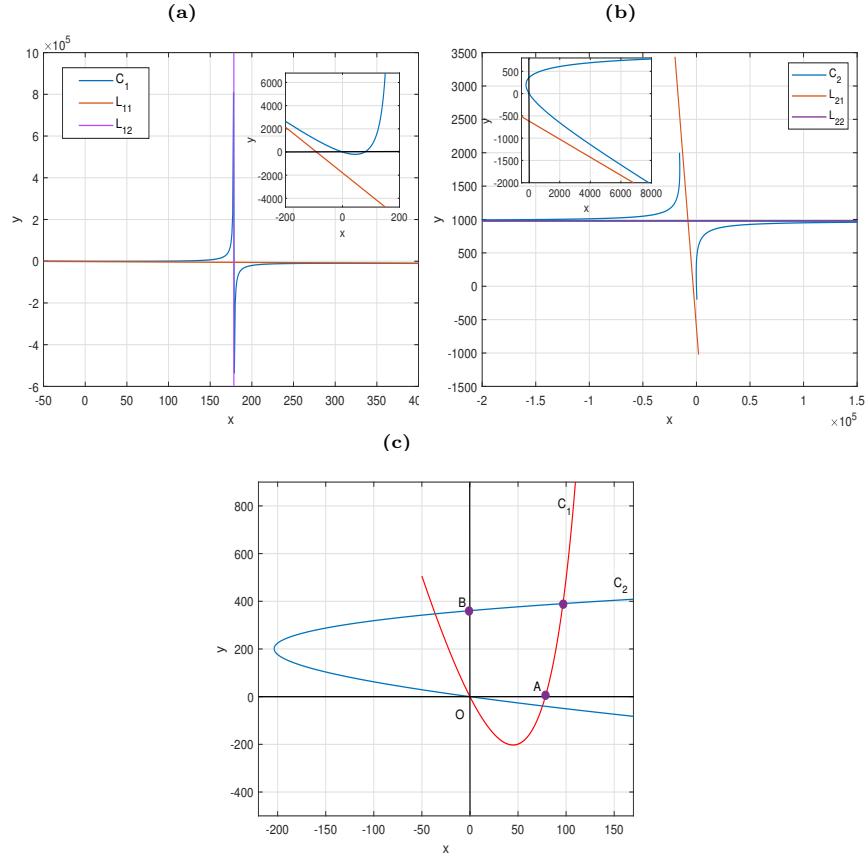 (a)
×10^5
10
8
6
4
2
0
-2
-4
-6
y
-50 0 50 100 150 200 250 300 350 400
x
C_1
L_11
L_12
6000
4000
2000
0
-2000
-4000
y
-200 0 200
x
(b)
3500
3000
2500
2000
1500
1000
500
0
-500
-1000
-1500
y
-2 -1.5 -1 -0.5 0 0.5 1 1.5
x
×10^5
C_2
L_21
L_22
500
0
-500
-1000
-1500
-2000
y
0 2000 4000 6000 8000
x
(c)
800
600
400
200
0
-200
-400
y
-200 -150 -100 -50 0 50 100 150
x
C_1
C_2
B
A
O